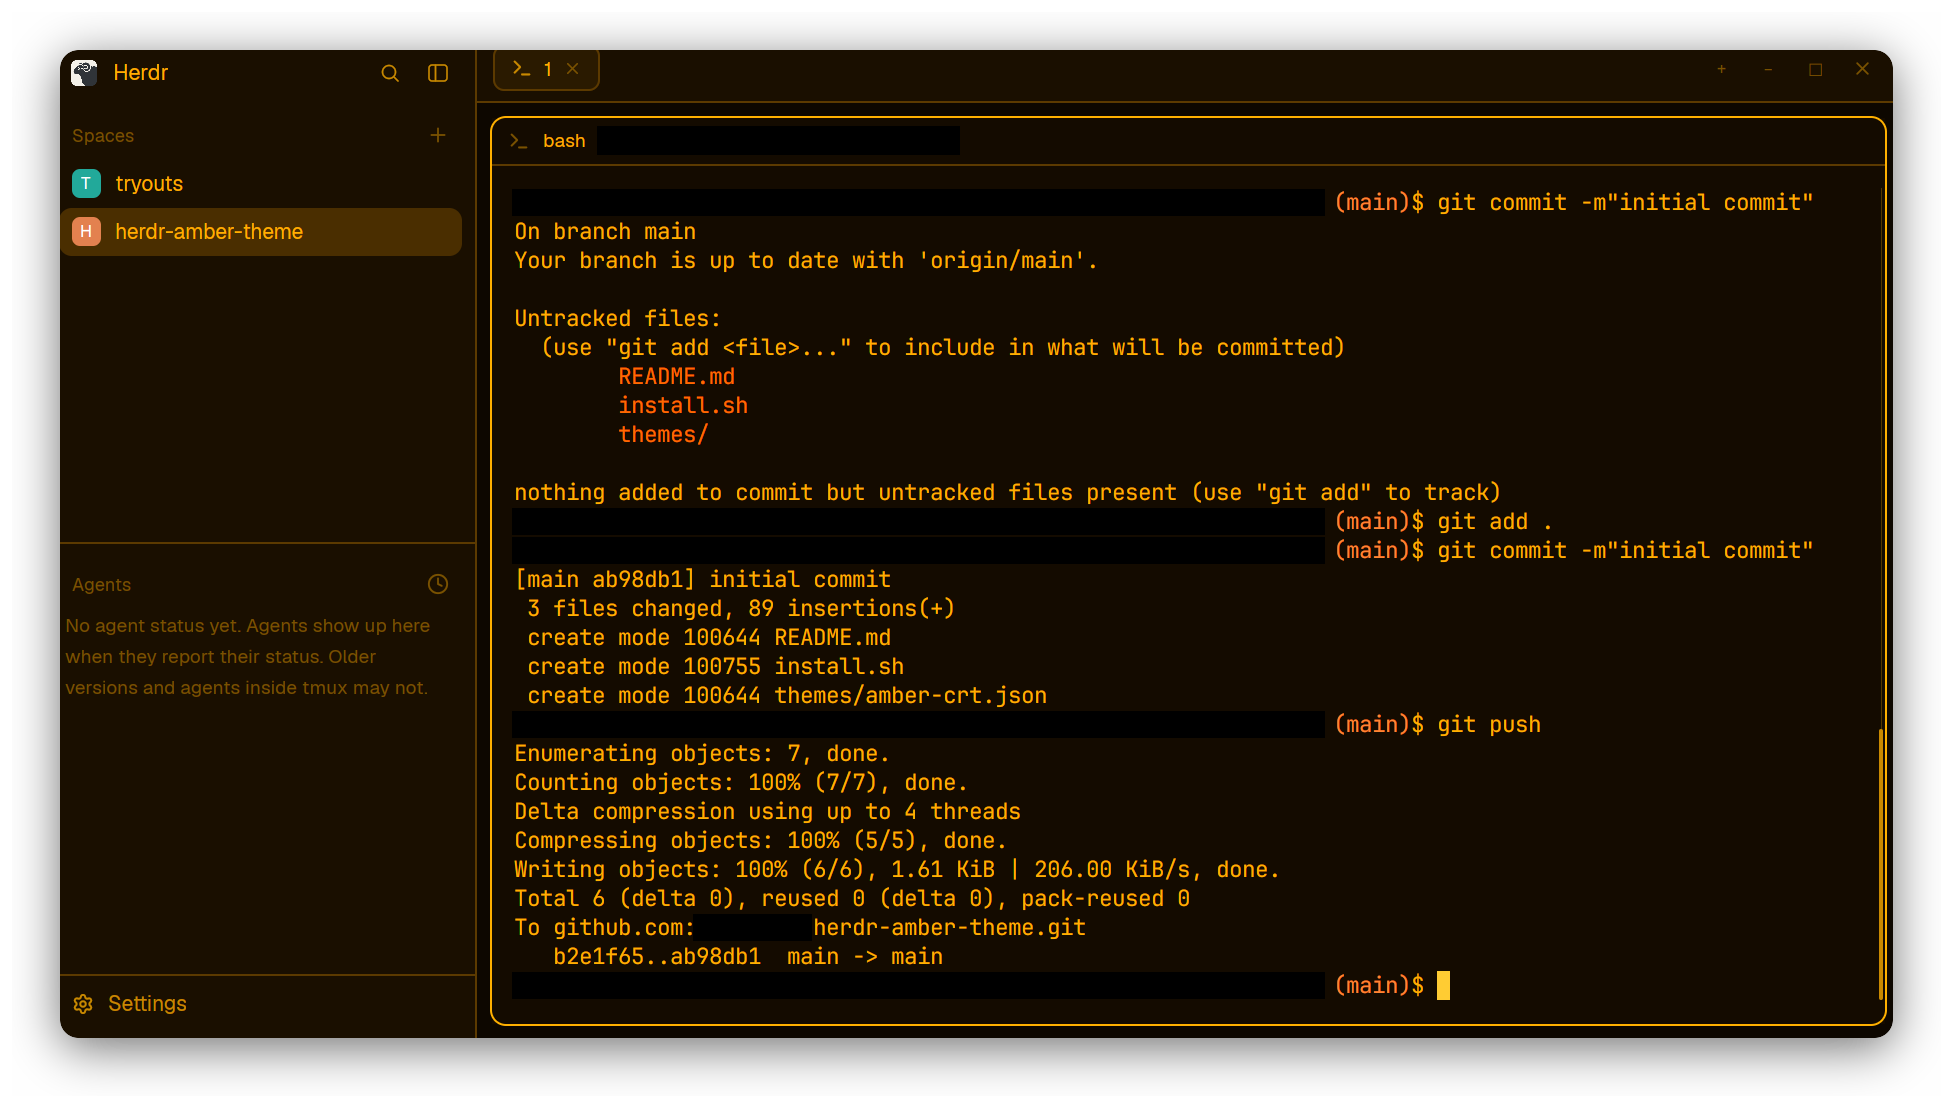 Herdr
Spaces
T tryouts
H herdr-amber-theme
Agents
No agent status yet. Agents show up here
when they report their status. Older
versions and agents inside tmux may not.
Settings
1
bash
(main)$ git commit -m"initial commit"
On branch main
Your branch is up to date with 'origin/main'.
Untracked files:
  (use "git add <file>..." to include in what will be committed)
        README.md
        install.sh
        themes/
nothing added to commit but untracked files present (use "git add" to track)
(main)$ git add .
(main)$ git commit -m"initial commit"
[main ab98db1] initial commit
 3 files changed, 89 insertions(+)
 create mode 100644 README.md
 create mode 100755 install.sh
 create mode 100644 themes/amber-crt.json
(main)$ git push
Enumerating objects: 7, done.
Counting objects: 100% (7/7), done.
Delta compression using up to 4 threads
Compressing objects: 100% (5/5), done.
Writing objects: 100% (6/6), 1.61 KiB | 206.00 KiB/s, done.
Total 6 (delta 0), reused 0 (delta 0), pack-reused 0
To github.com: herdr-amber-theme.git
   b2e1f65..ab98db1  main -> main
(main)$